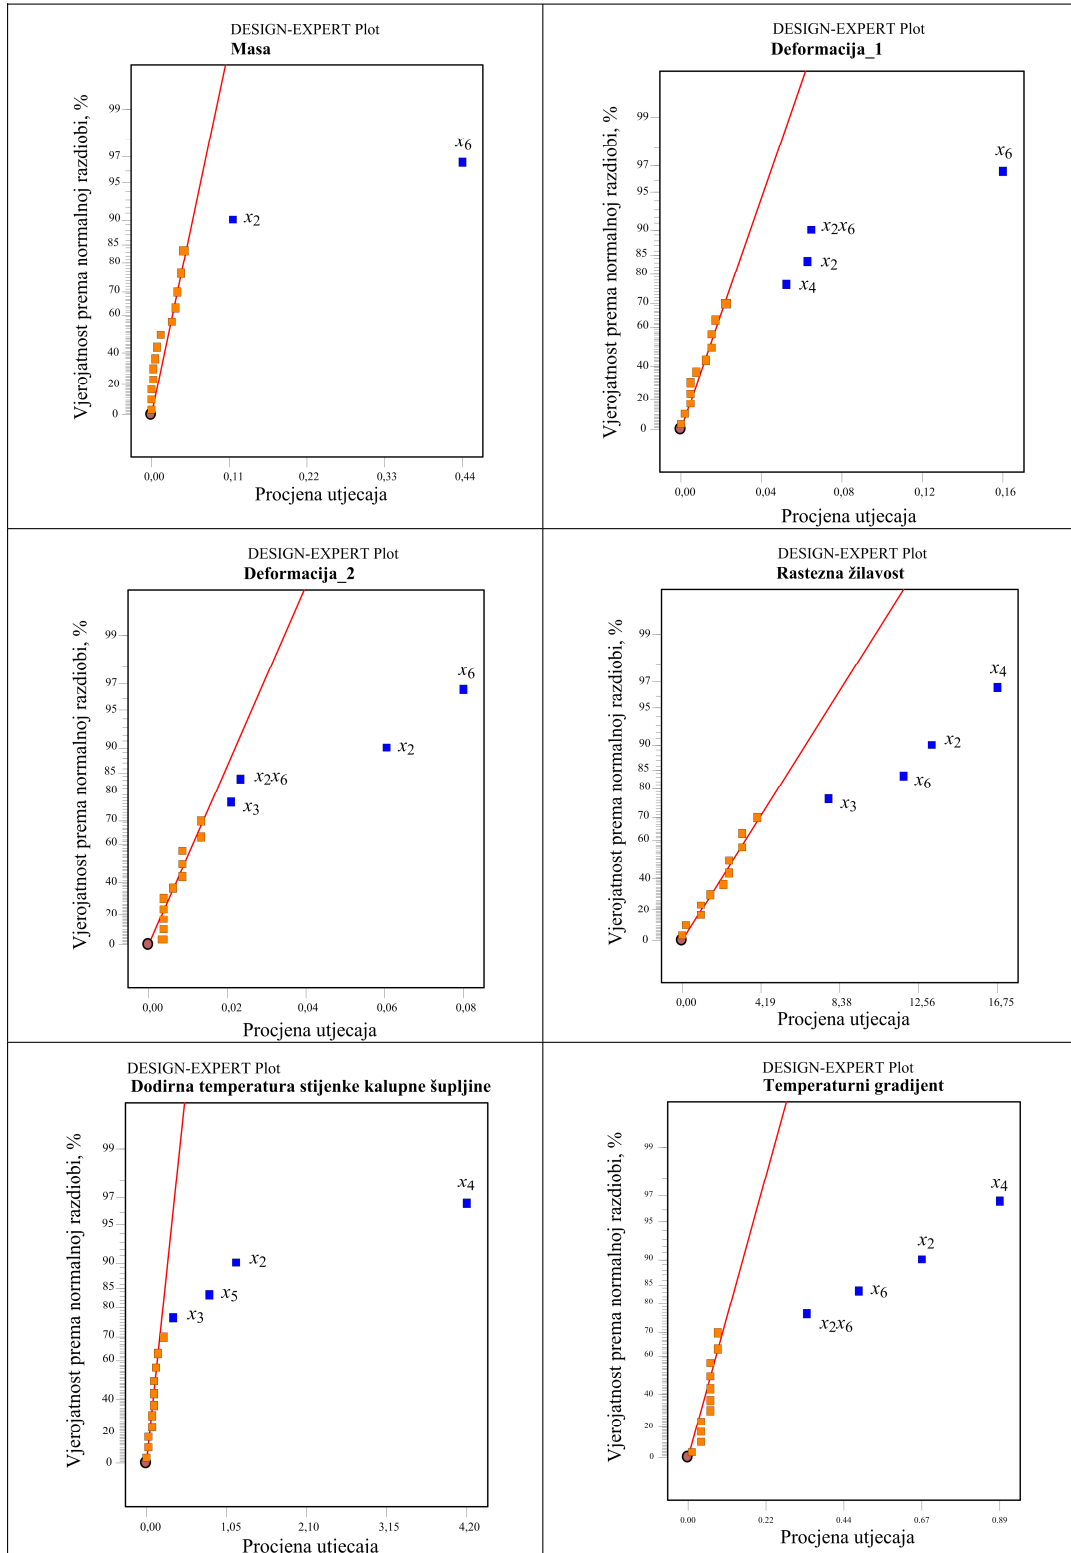 DESIGN-EXPERT Plot
Masa
Vjerojatnost prema normalnoj razdiobi, %
99
97
95
90
85
80
70
60
40
20
0
x6
x2
0,00 0,11 0,22 0,33 0,44
Procjena utjecaja
DESIGN-EXPERT Plot
Deformacija_1
Vjerojatnost prema normalnoj razdiobi, %
99
97
95
90
85
80
70
60
40
20
0
x6
x2x6
x2
x4
0,00 0,04 0,08 0,12 0,16
Procjena utjecaja
DESIGN-EXPERT Plot
Deformacija_2
Vjerojatnost prema normalnoj razdiobi, %
99
97
95
90
85
80
70
60
40
20
0
x6
x2
x2x6
x3
0,00 0,02 0,04 0,06 0,08
Procjena utjecaja
DESIGN-EXPERT Plot
Rastezna žilavost
Vjerojatnost prema normalnoj razdiobi, %
99
97
95
90
85
80
70
60
40
20
0
x4
x2
x6
x3
0,00 4,19 8,38 12,56 16,75
Procjena utjecaja
DESIGN-EXPERT Plot
Dodirna temperatura stijenke kalupne šupljine
Vjerojatnost prema normalnoj razdiobi, %
99
97
95
90
85
80
70
60
40
20
0
x4
x2
x5
x3
0,00 1,05 2,10 3,15 4,20
Procjena utjecaja
DESIGN-EXPERT Plot
Temperaturni gradijent
Vjerojatnost prema normalnoj razdiobi, %
99
97
95
90
85
80
70
60
40
20
0
x4
x2
x6
x2x6
0.00 0.22 0.44 0.67 0.89
Procjena utjecaja